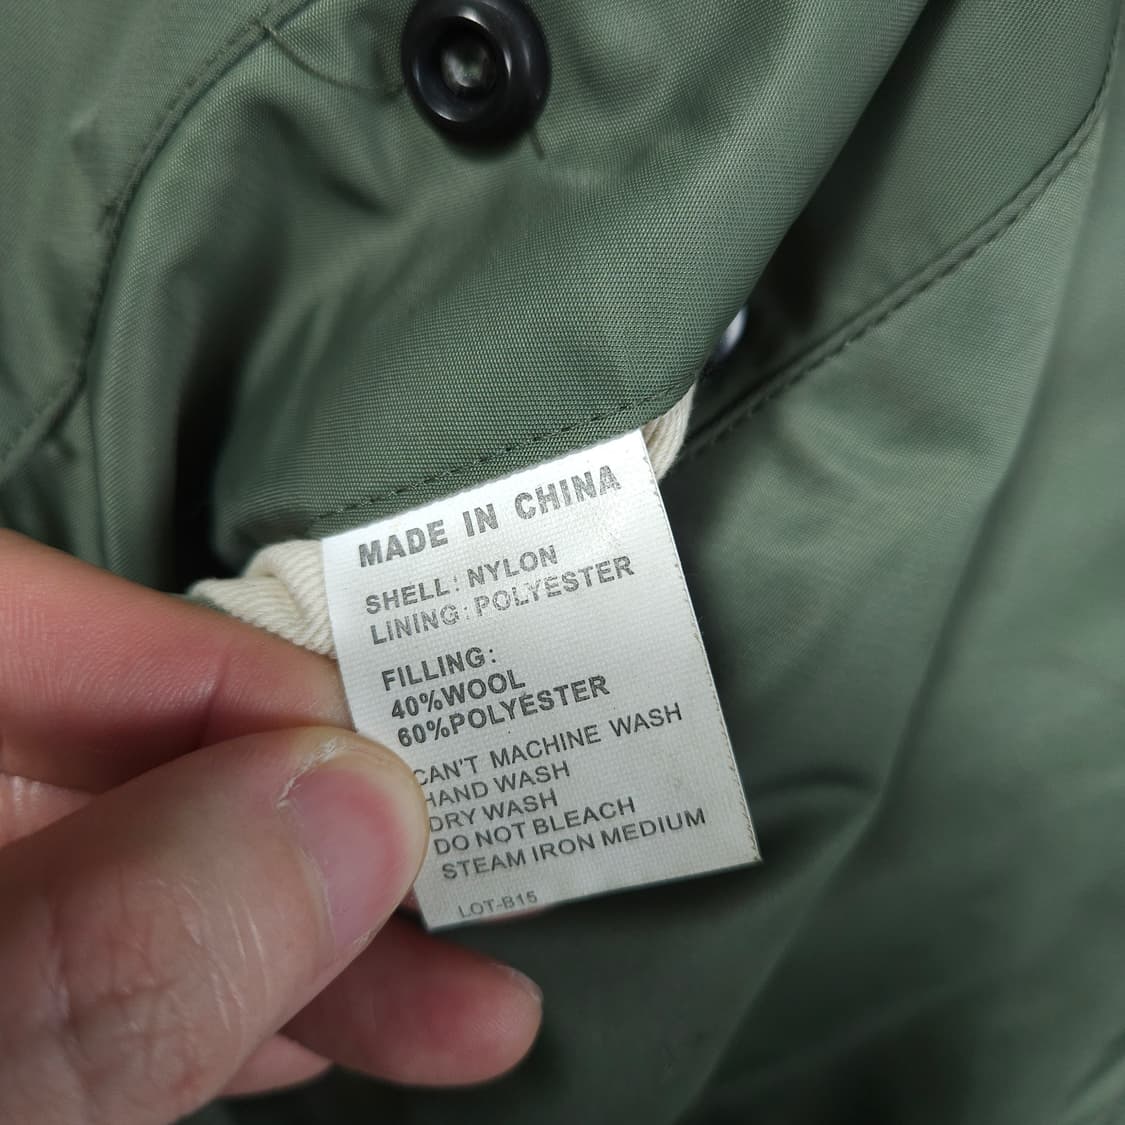 MADE IN CHINA
SHELL: NYLON
LINING: POLYESTER
FILLING:
40%WOOL
60%POLYESTER
CAN'T MACHINE WASH
HAND WASH
DRY WASH
DO NOT BLEACH
STEAM IRON MEDIUM
LOT-B15